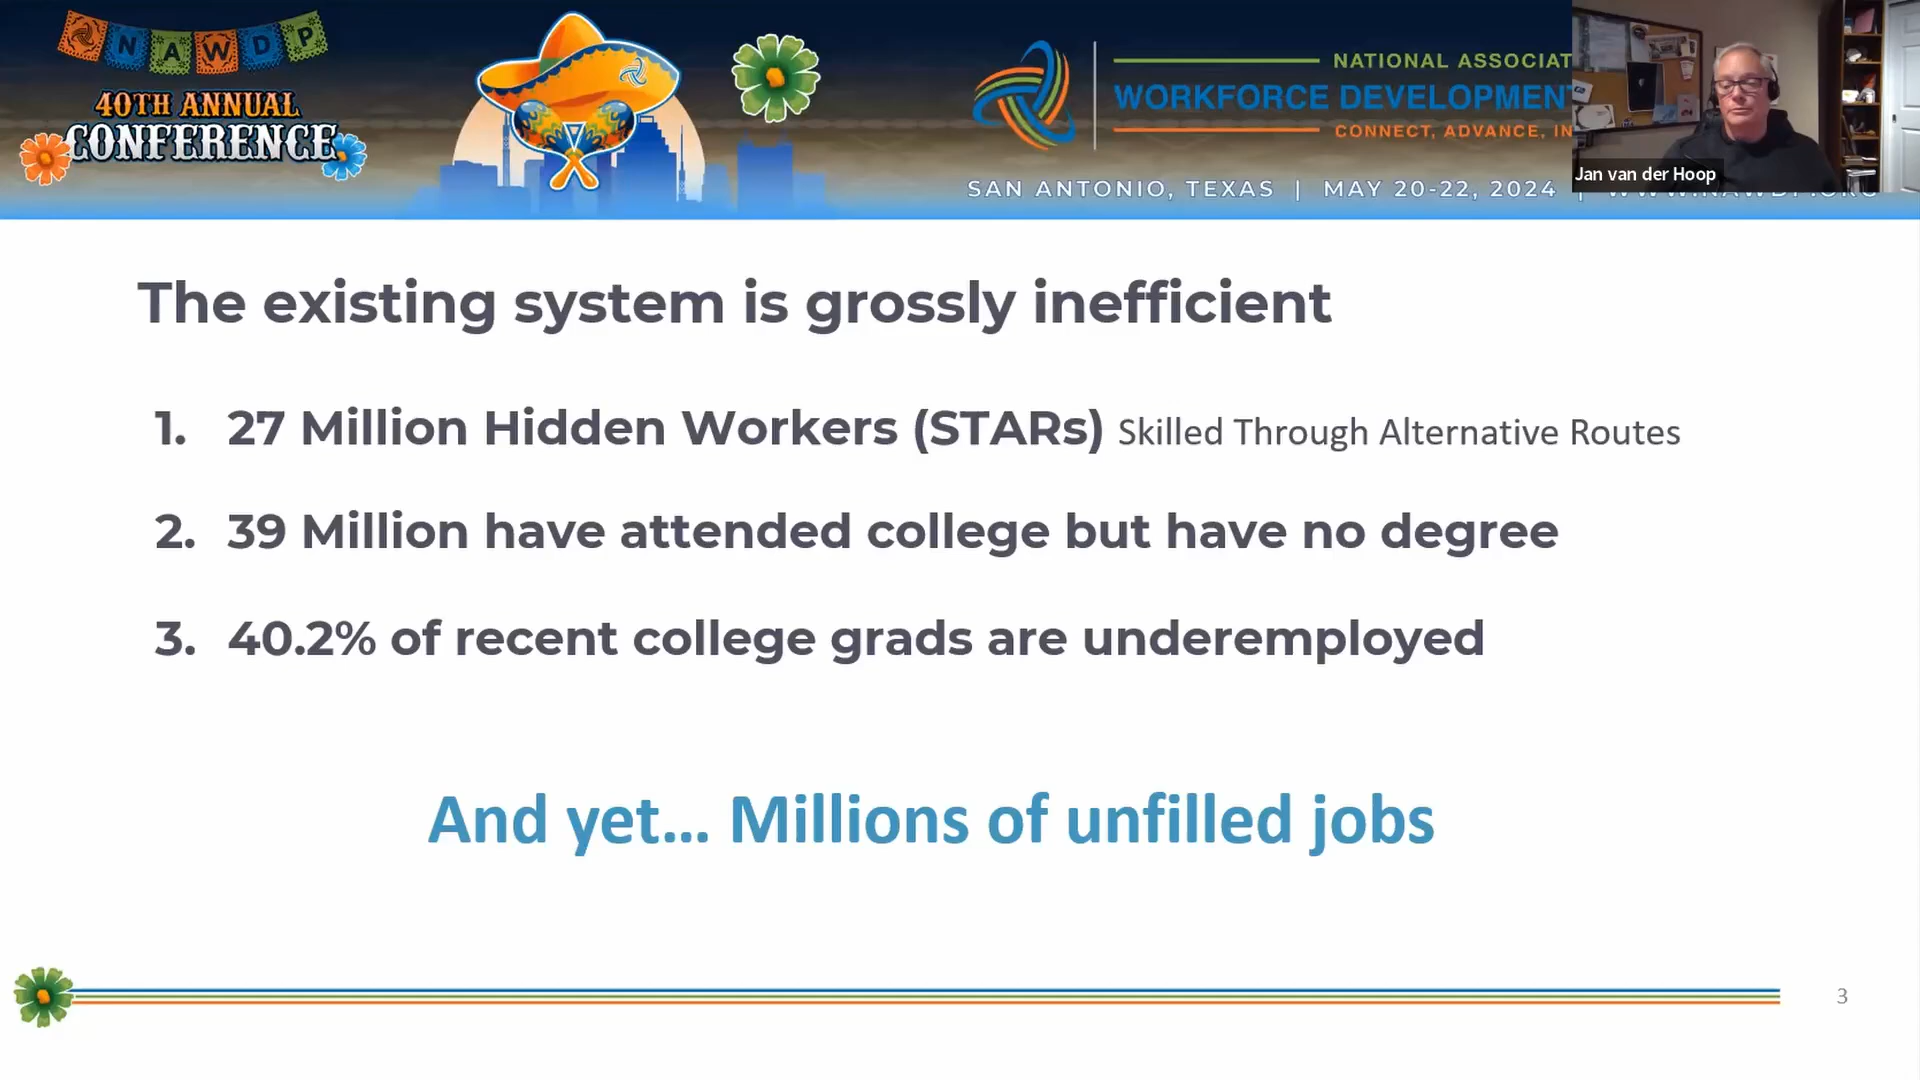 NAWDP
40TH ANNUAL
CONFERENCE
NATIONAL ASSOCIAT
WORKFORCE DEVELOPMEN
CONNECT, ADVANCE, IN
SAN ANTONIO, TEXAS | MAY 20-22, 2024 |
Jan van der Hoop
The existing system is grossly inefficient
1. 27 Million Hidden Workers (STARs) Skilled Through Alternative Routes
2. 39 Million have attended college but have no degree
3. 40.2% of recent college grads are underemployed
And yet... Millions of unfilled jobs
3